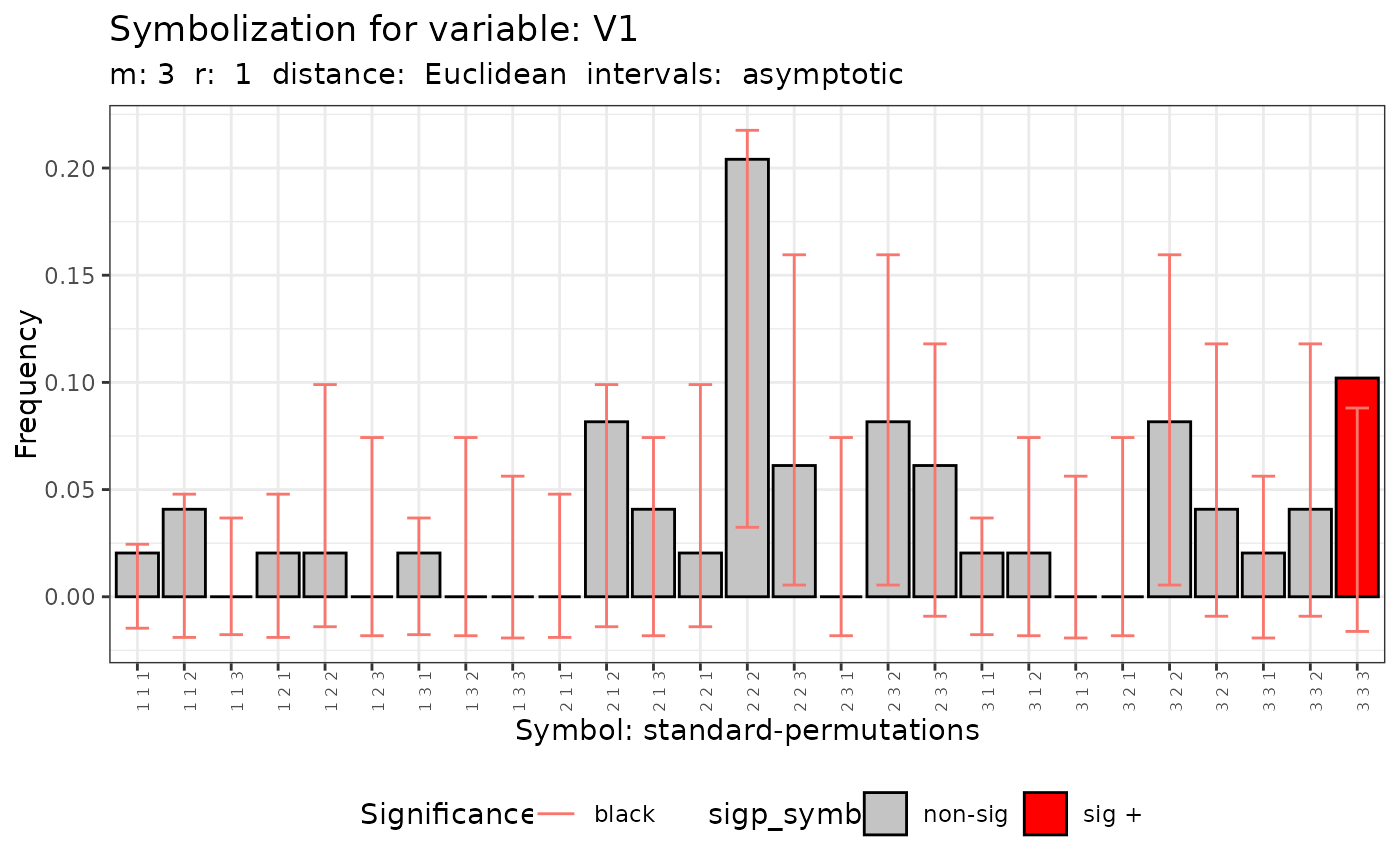 Symbolization for variable: V1
m: 3 r: 1 distance: Euclidean intervals: asymptotic
Frequency
0.20
0.15
0.10
0.05
0.00
1 1 1
1 1 2
1 1 3
1 2 1
1 2 2
1 2 3
1 3 1
1 3 2
1 3 3
2 1 1
2 1 2
2 1 3
2 2 1
2 2 2
2 2 3
2 3 1
2 3 2
2 3 3
3 1 1
3 1 2
3 1 3
3 2 1
3 2 2
3 2 3
3 3 1
3 3 2
3 3 3
Symbol: standard-permutations
Significance black sigp_symb non-sig sig +